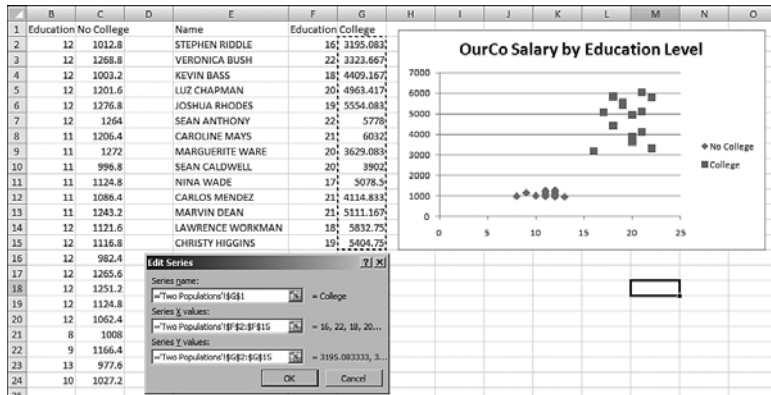 B C D E F G H I J K L M N O
1 Education No College Name Education College
2 12 1012.8 STEPHEN RIDDLE 16 3195.083
3 12 1268.8 VERONICA BUSH 22 3323.667
4 12 1003.2 KEVIN BASS 18 4409.167
5 12 1201.6 LUZ CHAPMAN 20 4963.417
6 12 1276.8 JOSHUA RHODES 19 5554.083
7 12 1264 SEAN ANTHONY 22 5778
8 11 1206.4 CAROLINE MAYS 21 6032
9 11 1272 MARGUERITE WARE 20 3629.083
10 11 996.8 SEAN CALDWELL 20 3902
11 11 1124.8 NINA WADE 17 5078.5
12 11 1086.4 CARLOS MENDEZ 21 4114.833
13 11 1243.2 MARVIN DEAN 21 5111.167
14 12 1121.6 LAWRENCE WORKMAN 18 5832.75
15 12 1116.8 CHRISTY HIGGINS 19 5404.75
16 12 982.4
17 12 1265.6
18 12 1251.2
19 12 1124.8
20 12 1062.4
21 8 1008
22 9 1166.4
23 13 977.6
24 10 1027.2
OurCo Salary by Education Level
7000
6000
5000
4000
3000
2000
1000
0
0 5 10 15 20 25
No College
College
Edit Series
Series name:
='Two Populations'!$G$1 = College
Series X values:
='Two Populations'!$F$2:$F$15 = 16, 22, 18, 20...
Series Y values:
='Two Populations'!$G$2:$G$15 = 3195.083333, 3...
OK Cancel